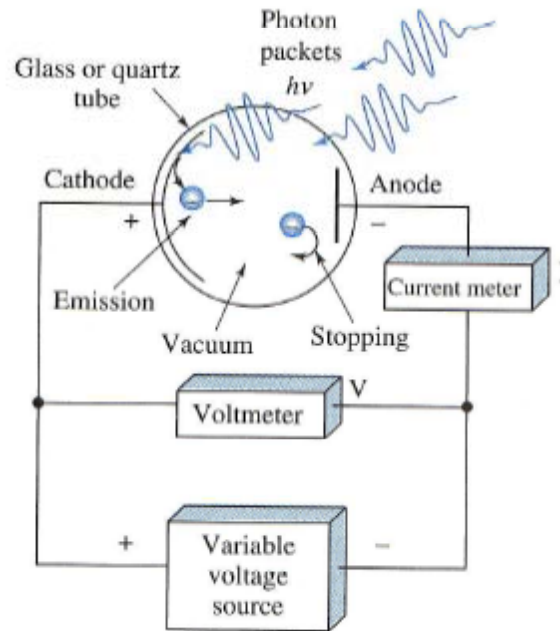 Photon
packets
hν
Glass or quartz
tube
Cathode
Anode
+
−
Emission
Current meter
Vacuum
Stopping
V
Voltmeter
+
−
Variable
voltage
source